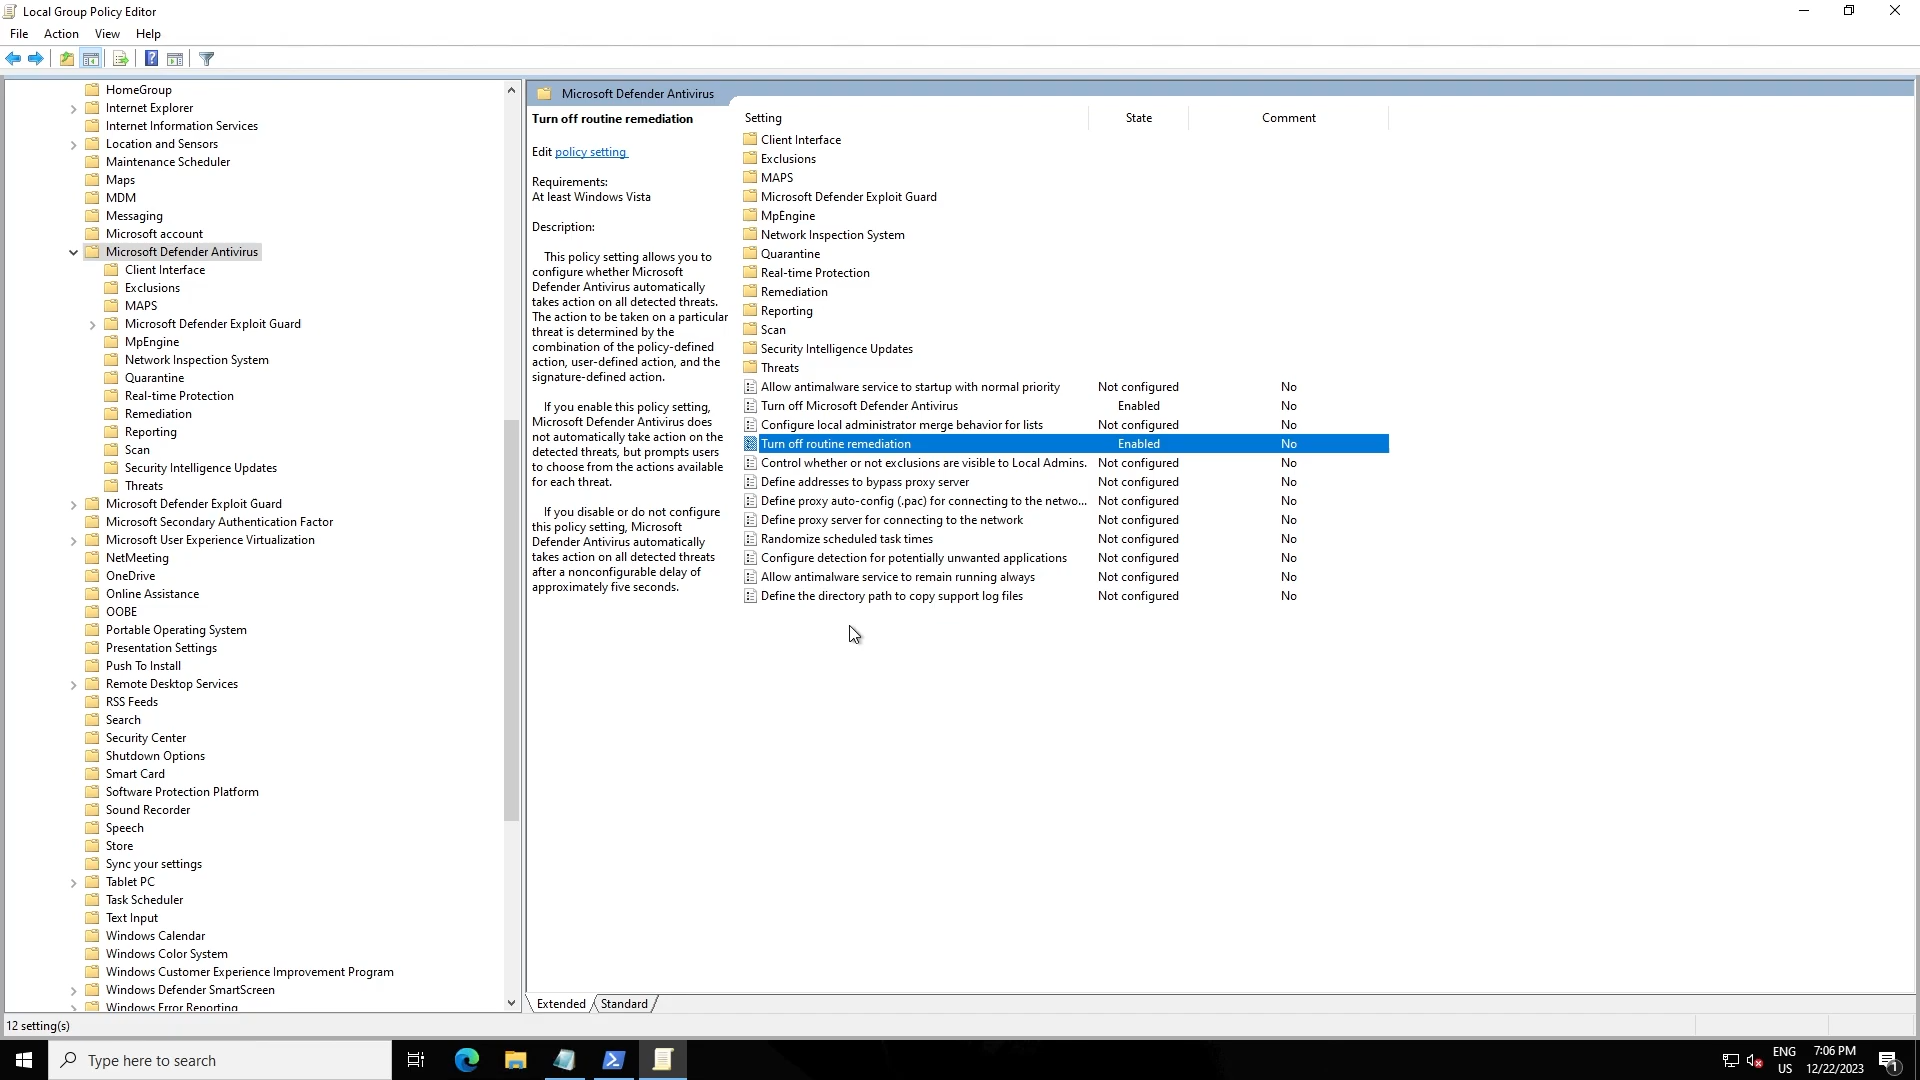 Local Group Policy Editor
File Action View Help
HomeGroup
Internet Explorer
Internet Information Services
Location and Sensors
Maintenance Scheduler
Maps
MDM
Messaging
Microsoft account
Microsoft Defender Antivirus
Client Interface
Exclusions
MAPS
Microsoft Defender Exploit Guard
MpEngine
Network Inspection System
Quarantine
Real-time Protection
Remediation
Reporting
Scan
Security Intelligence Updates
Threats
Microsoft Defender Exploit Guard
Microsoft Secondary Authentication Factor
Microsoft User Experience Virtualization
NetMeeting
OneDrive
Online Assistance
OOBE
Portable Operating System
Presentation Settings
Push To Install
Remote Desktop Services
RSS Feeds
Search
Security Center
Shutdown Options
Smart Card
Software Protection Platform
Sound Recorder
Speech
Store
Sync your settings
Tablet PC
Task Scheduler
Text Input
Windows Calendar
Windows Color System
Windows Customer Experience Improvement Program
Windows Defender SmartScreen
Windows Error Reporting
Microsoft Defender Antivirus
Turn off routine remediation
Edit policy setting
Requirements:
At least Windows Vista
Description:
This policy setting allows you to
configure whether Microsoft
Defender Antivirus automatically
takes action on all detected threats.
The action to be taken on a particular
threat is determined by the
combination of the policy-defined
action, user-defined action, and the
signature-defined action.
If you enable this policy setting,
Microsoft Defender Antivirus does
not automatically take action on the
detected threats, but prompts users
to choose from the actions available
for each threat.
If you disable or do not configure
this policy setting, Microsoft
Defender Antivirus automatically
takes action on all detected threats
after a nonconfigurable delay of
approximately five seconds.
Setting State Comment
Client Interface
Exclusions
MAPS
Microsoft Defender Exploit Guard
MpEngine
Network Inspection System
Quarantine
Real-time Protection
Remediation
Reporting
Scan
Security Intelligence Updates
Threats
Allow antimalware service to startup with normal priority Not configured No
Turn off Microsoft Defender Antivirus Enabled No
Configure local administrator merge behavior for lists Not configured No
Turn off routine remediation Enabled No
Control whether or not exclusions are visible to Local Admins. Not configured No
Define addresses to bypass proxy server Not configured No
Define proxy auto-config (.pac) for connecting to the netwo... Not configured No
Define proxy server for connecting to the network Not configured No
Randomize scheduled task times Not configured No
Configure detection for potentially unwanted applications Not configured No
Allow antimalware service to remain running always Not configured No
Define the directory path to copy support log files Not configured No
Extended Standard
12 setting(s)
Type here to search
ENG
US
7:06 PM
12/22/2023
1